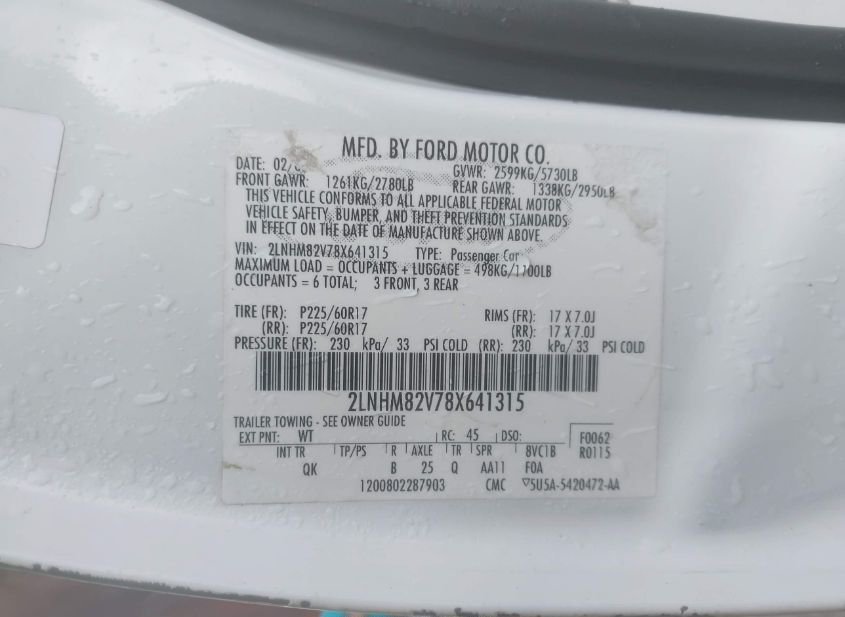 MFD. BY FORD MOTOR CO.
DATE: 02/ GVWR: 2599KG/5730LB
FRONT GAWR: 1261KG/2780LB REAR GAWR: 1338KG/2950LB
THIS VEHICLE CONFORMS TO ALL APPLICABLE FEDERAL MOTOR
VEHICLE SAFETY, BUMPER, AND THEFT PREVENTION STANDARDS
IN EFFECT ON THE DATE OF MANUFACTURE SHOWN ABOVE.
VIN: 2LNHM82V78X641315 TYPE: Passenger Car
MAXIMUM LOAD = OCCUPANTS + LUGGAGE = 498KG/1100LB
OCCUPANTS = 6 TOTAL; 3 FRONT, 3 REAR
TIRE (FR): P225/60R17 RIMS (FR): 17 X 7.0J
(RR): P225/60R17 (RR): 17 X 7.0J
PRESSURE (FR): 230 kPa/ 33 PSI COLD (RR): 230 kPa/ 33 PSI COLD
2LNHM82V78X641315
TRAILER TOWING - SEE OWNER GUIDE
EXT PNT: WT RC: 45 DSO: F0062
INT TR TP/PS R AXLE TR SPR 8VC1B R0115
QK B 25 Q AA11 F0A
1200802287903 CMC ▽5U5A-5420472-AA